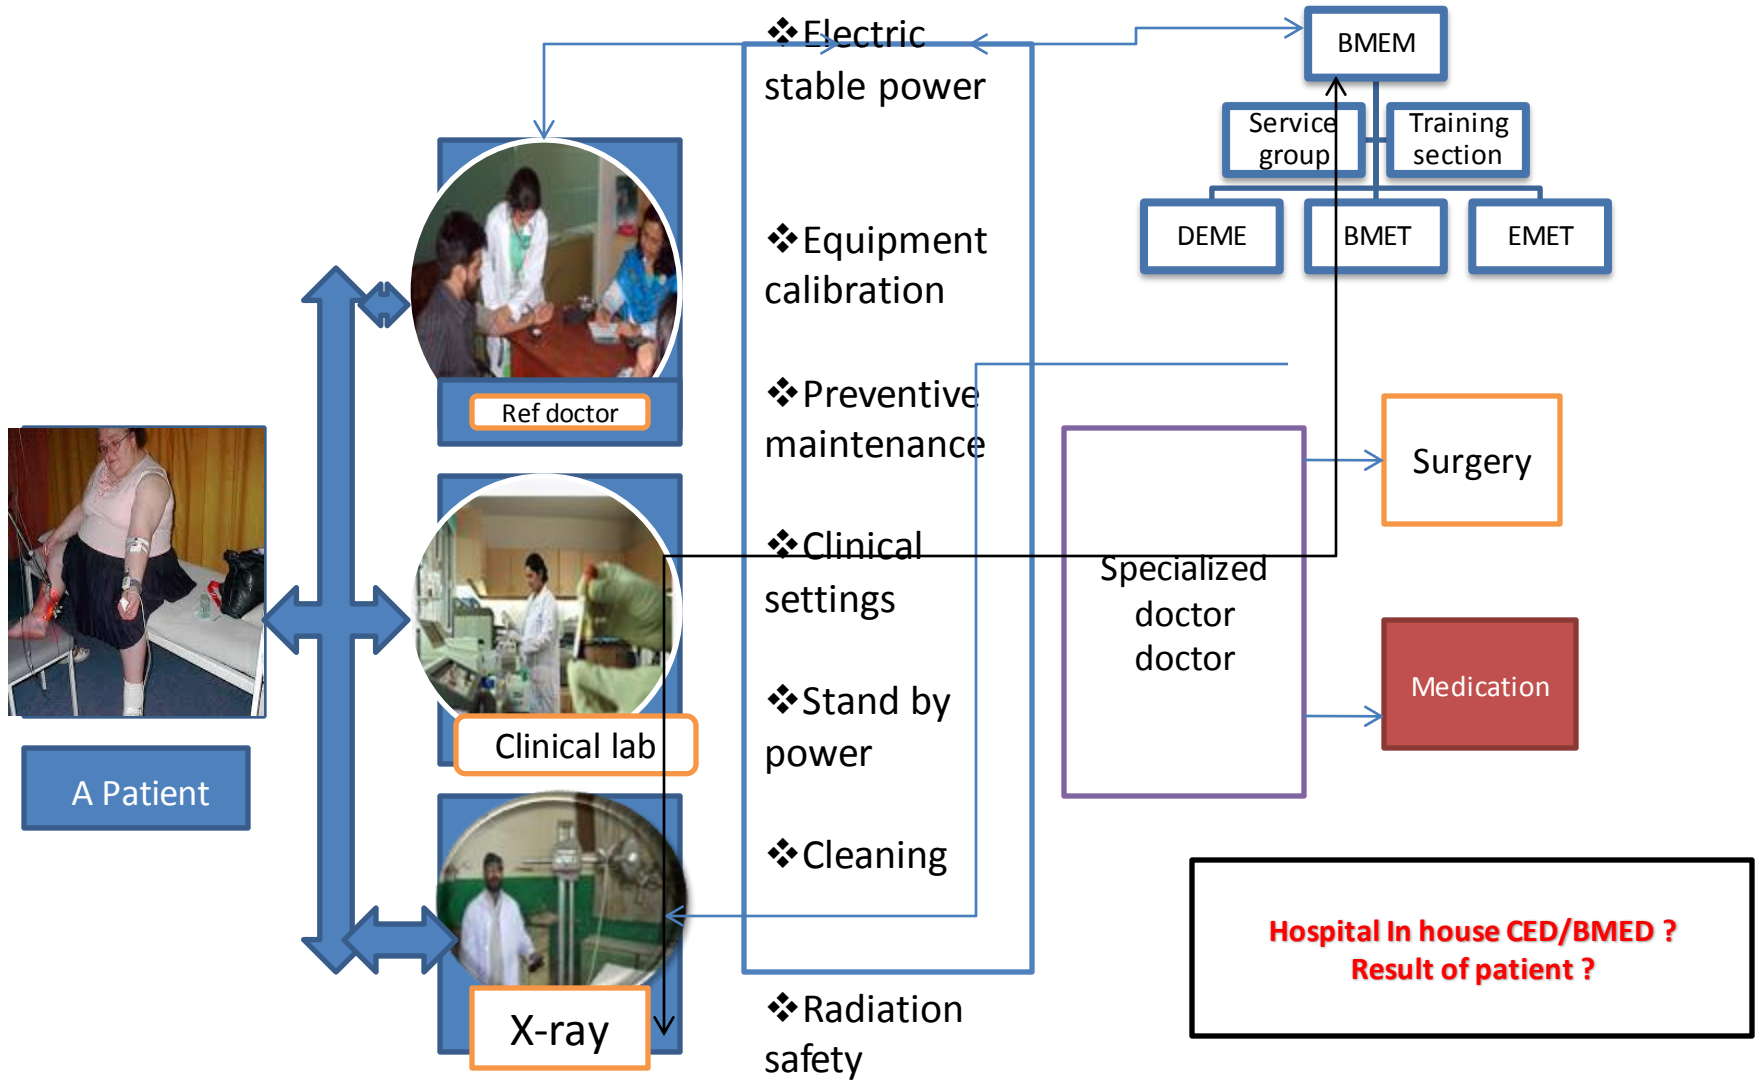 ❖Electric
stable power
❖Equipment
calibration
❖Preventive
maintenance
❖Clinical
settings
❖Stand by
power
❖Cleaning
❖Radiation
safety
BMEM
Service
group
Training
section
DEME
BMET
EMET
Ref doctor
Clinical lab
X-ray
A Patient
Specialized
doctor
doctor
Surgery
Medication
Hospital In house CED/BMED ?
Result of patient ?